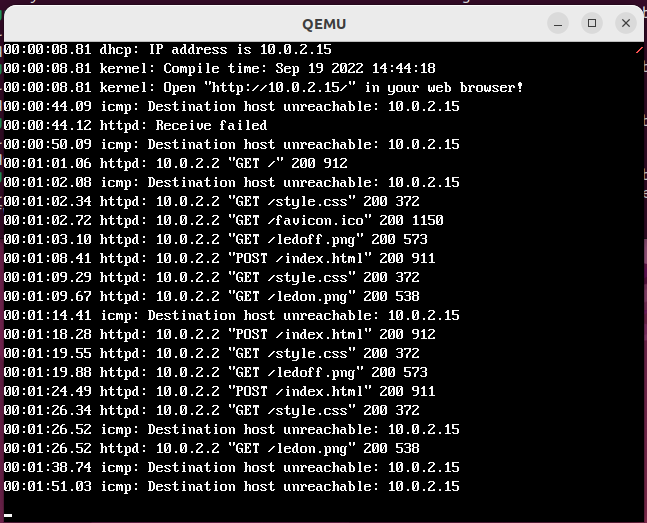 QEMU
00:00:08.81 dhcp: IP address is 10.0.2.15
00:00:08.81 kernel: Compile time: Sep 19 2022 14:44:18
00:00:08.81 kernel: Open "http://10.0.2.15/" in your web browser!
00:00:44.09 icmp: Destination host unreachable: 10.0.2.15
00:00:44.12 httpd: Receive failed
00:00:50.09 icmp: Destination host unreachable: 10.0.2.15
00:01:01.06 httpd: 10.0.2.2 "GET /" 200 912
00:01:02.08 icmp: Destination host unreachable: 10.0.2.15
00:01:02.34 httpd: 10.0.2.2 "GET /style.css" 200 372
00:01:02.72 httpd: 10.0.2.2 "GET /favicon.ico" 200 1150
00:01:03.10 httpd: 10.0.2.2 "GET /ledoff.png" 200 573
00:01:08.41 httpd: 10.0.2.2 "POST /index.html" 200 911
00:01:09.29 httpd: 10.0.2.2 "GET /style.css" 200 372
00:01:09.67 httpd: 10.0.2.2 "GET /ledon.png" 200 538
00:01:14.41 icmp: Destination host unreachable: 10.0.2.15
00:01:18.28 httpd: 10.0.2.2 "POST /index.html" 200 912
00:01:19.55 httpd: 10.0.2.2 "GET /style.css" 200 372
00:01:19.88 httpd: 10.0.2.2 "GET /ledoff.png" 200 573
00:01:24.49 httpd: 10.0.2.2 "POST /index.html" 200 911
00:01:26.34 httpd: 10.0.2.2 "GET /style.css" 200 372
00:01:26.52 icmp: Destination host unreachable: 10.0.2.15
00:01:26.52 httpd: 10.0.2.2 "GET /ledon.png" 200 538
00:01:38.74 icmp: Destination host unreachable: 10.0.2.15
00:01:51.03 icmp: Destination host unreachable: 10.0.2.15